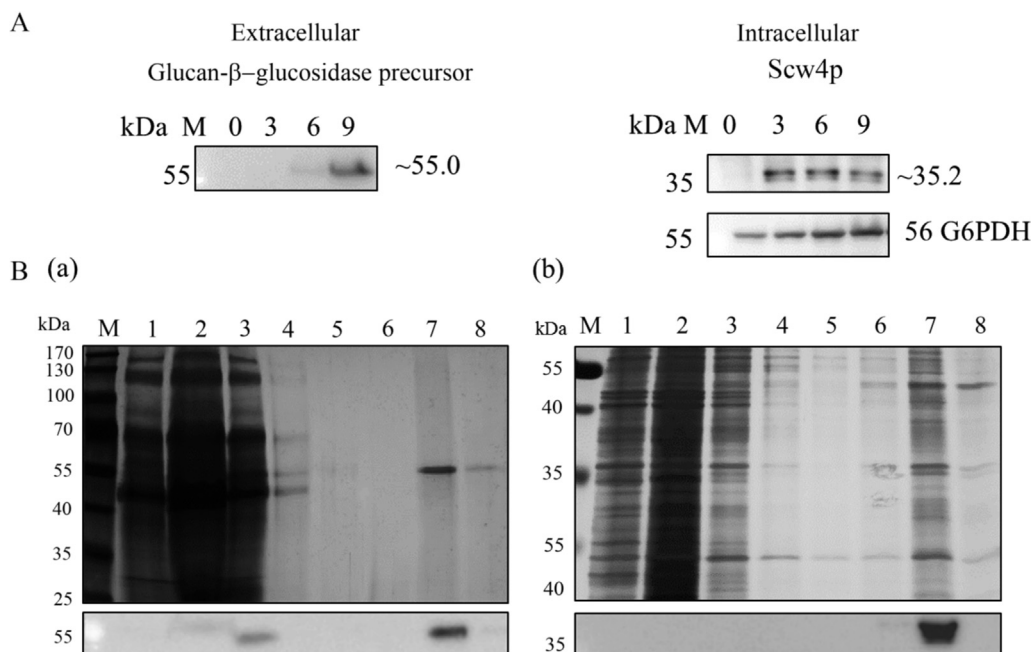 A
Extracellular
Glucan-β–glucosidase precursor
kDa M 0 3 6 9
55
~55.0
Intracellular
Scw4p
kDa M 0 3 6 9
35
~35.2
55
56 G6PDH
B (a)
kDa M 1 2 3 4 5 6 7 8
170
130
100
70
55
40
35
25
55
(b)
kDa M 1 2 3 4 5 6 7 8
55
40
35
55
40
35